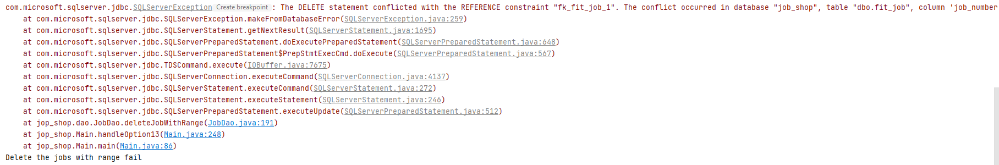 com.microsoft.sqlserver.jdbc.SQLServerException Create breakpoint : The DELETE statement conflicted with the REFERENCE constraint "fk_fit_job_1". The conflict occurred in database "job_shop", table "dbo.fit_job", column 'job_number
at com.microsoft.sqlserver.jdbc.SQLServerException.makeFromDatabaseError(SQLServerException.java:259)
at com.microsoft.sqlserver.jdbc.SQLServerStatement.getNextResult(SQLServerStatement.java:1695)
at com.microsoft.sqlserver.jdbc.SQLServerPreparedStatement.doExecutePreparedStatement(SQLServerPreparedStatement.java:648)
at com.microsoft.sqlserver.jdbc.SQLServerPreparedStatement$PrepStmtExecCmd.doExecute(SQLServerPreparedStatement.java:567)
at com.microsoft.sqlserver.jdbc.TDSCommand.execute(IOBuffer.java:7675)
at com.microsoft.sqlserver.jdbc.SQLServerConnection.executeCommand(SQLServerConnection.java:4137)
at com.microsoft.sqlserver.jdbc.SQLServerStatement.executeCommand(SQLServerStatement.java:272)
at com.microsoft.sqlserver.jdbc.SQLServerStatement.executeStatement(SQLServerStatement.java:246)
at com.microsoft.sqlserver.jdbc.SQLServerPreparedStatement.executeUpdate(SQLServerPreparedStatement.java:512)
at jop_shop.dao.JobDao.deleteJobWithRange(JobDao.java:191)
at jop_shop.Main.handleOption13(Main.java:248)
at jop_shop.Main.main(Main.java:86)
Delete the jobs with range fail